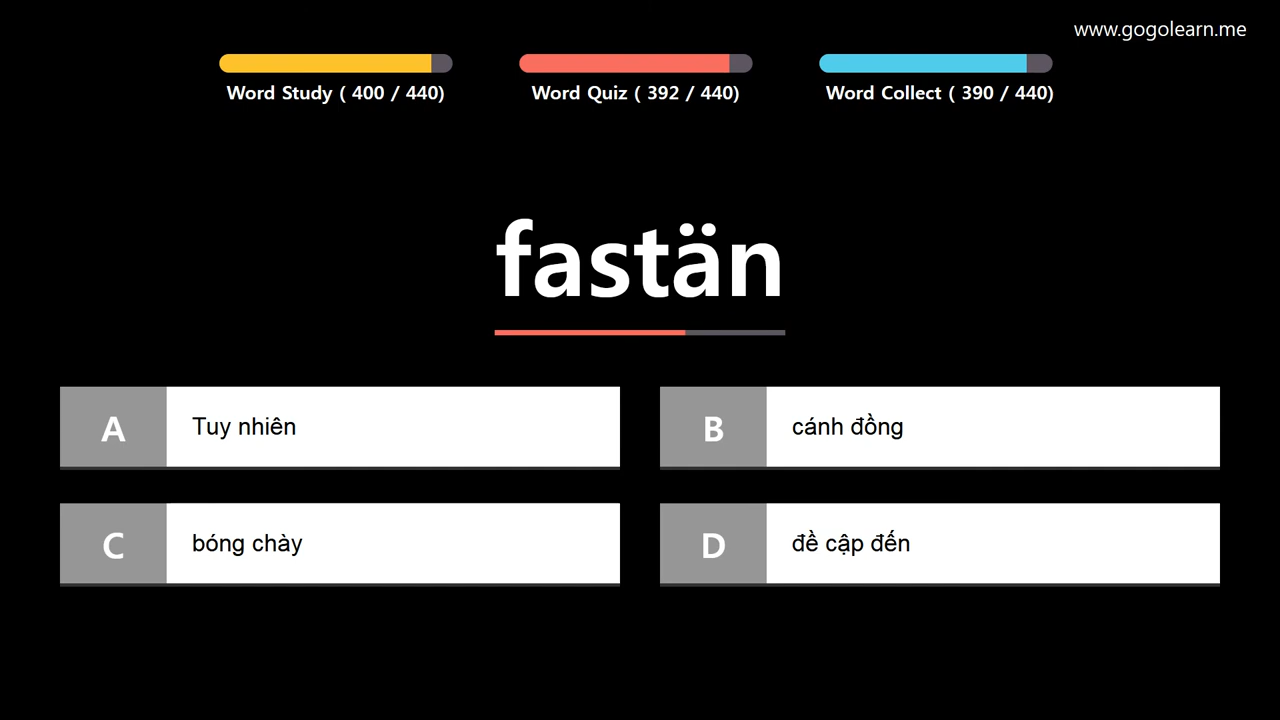 www.gogolearn.me
Word Study ( 400 / 440)
Word Quiz ( 392 / 440)
Word Collect ( 390 / 440)
fastän
A Tuy nhiên
B cánh đồng
C bóng chày
D đề cập đến